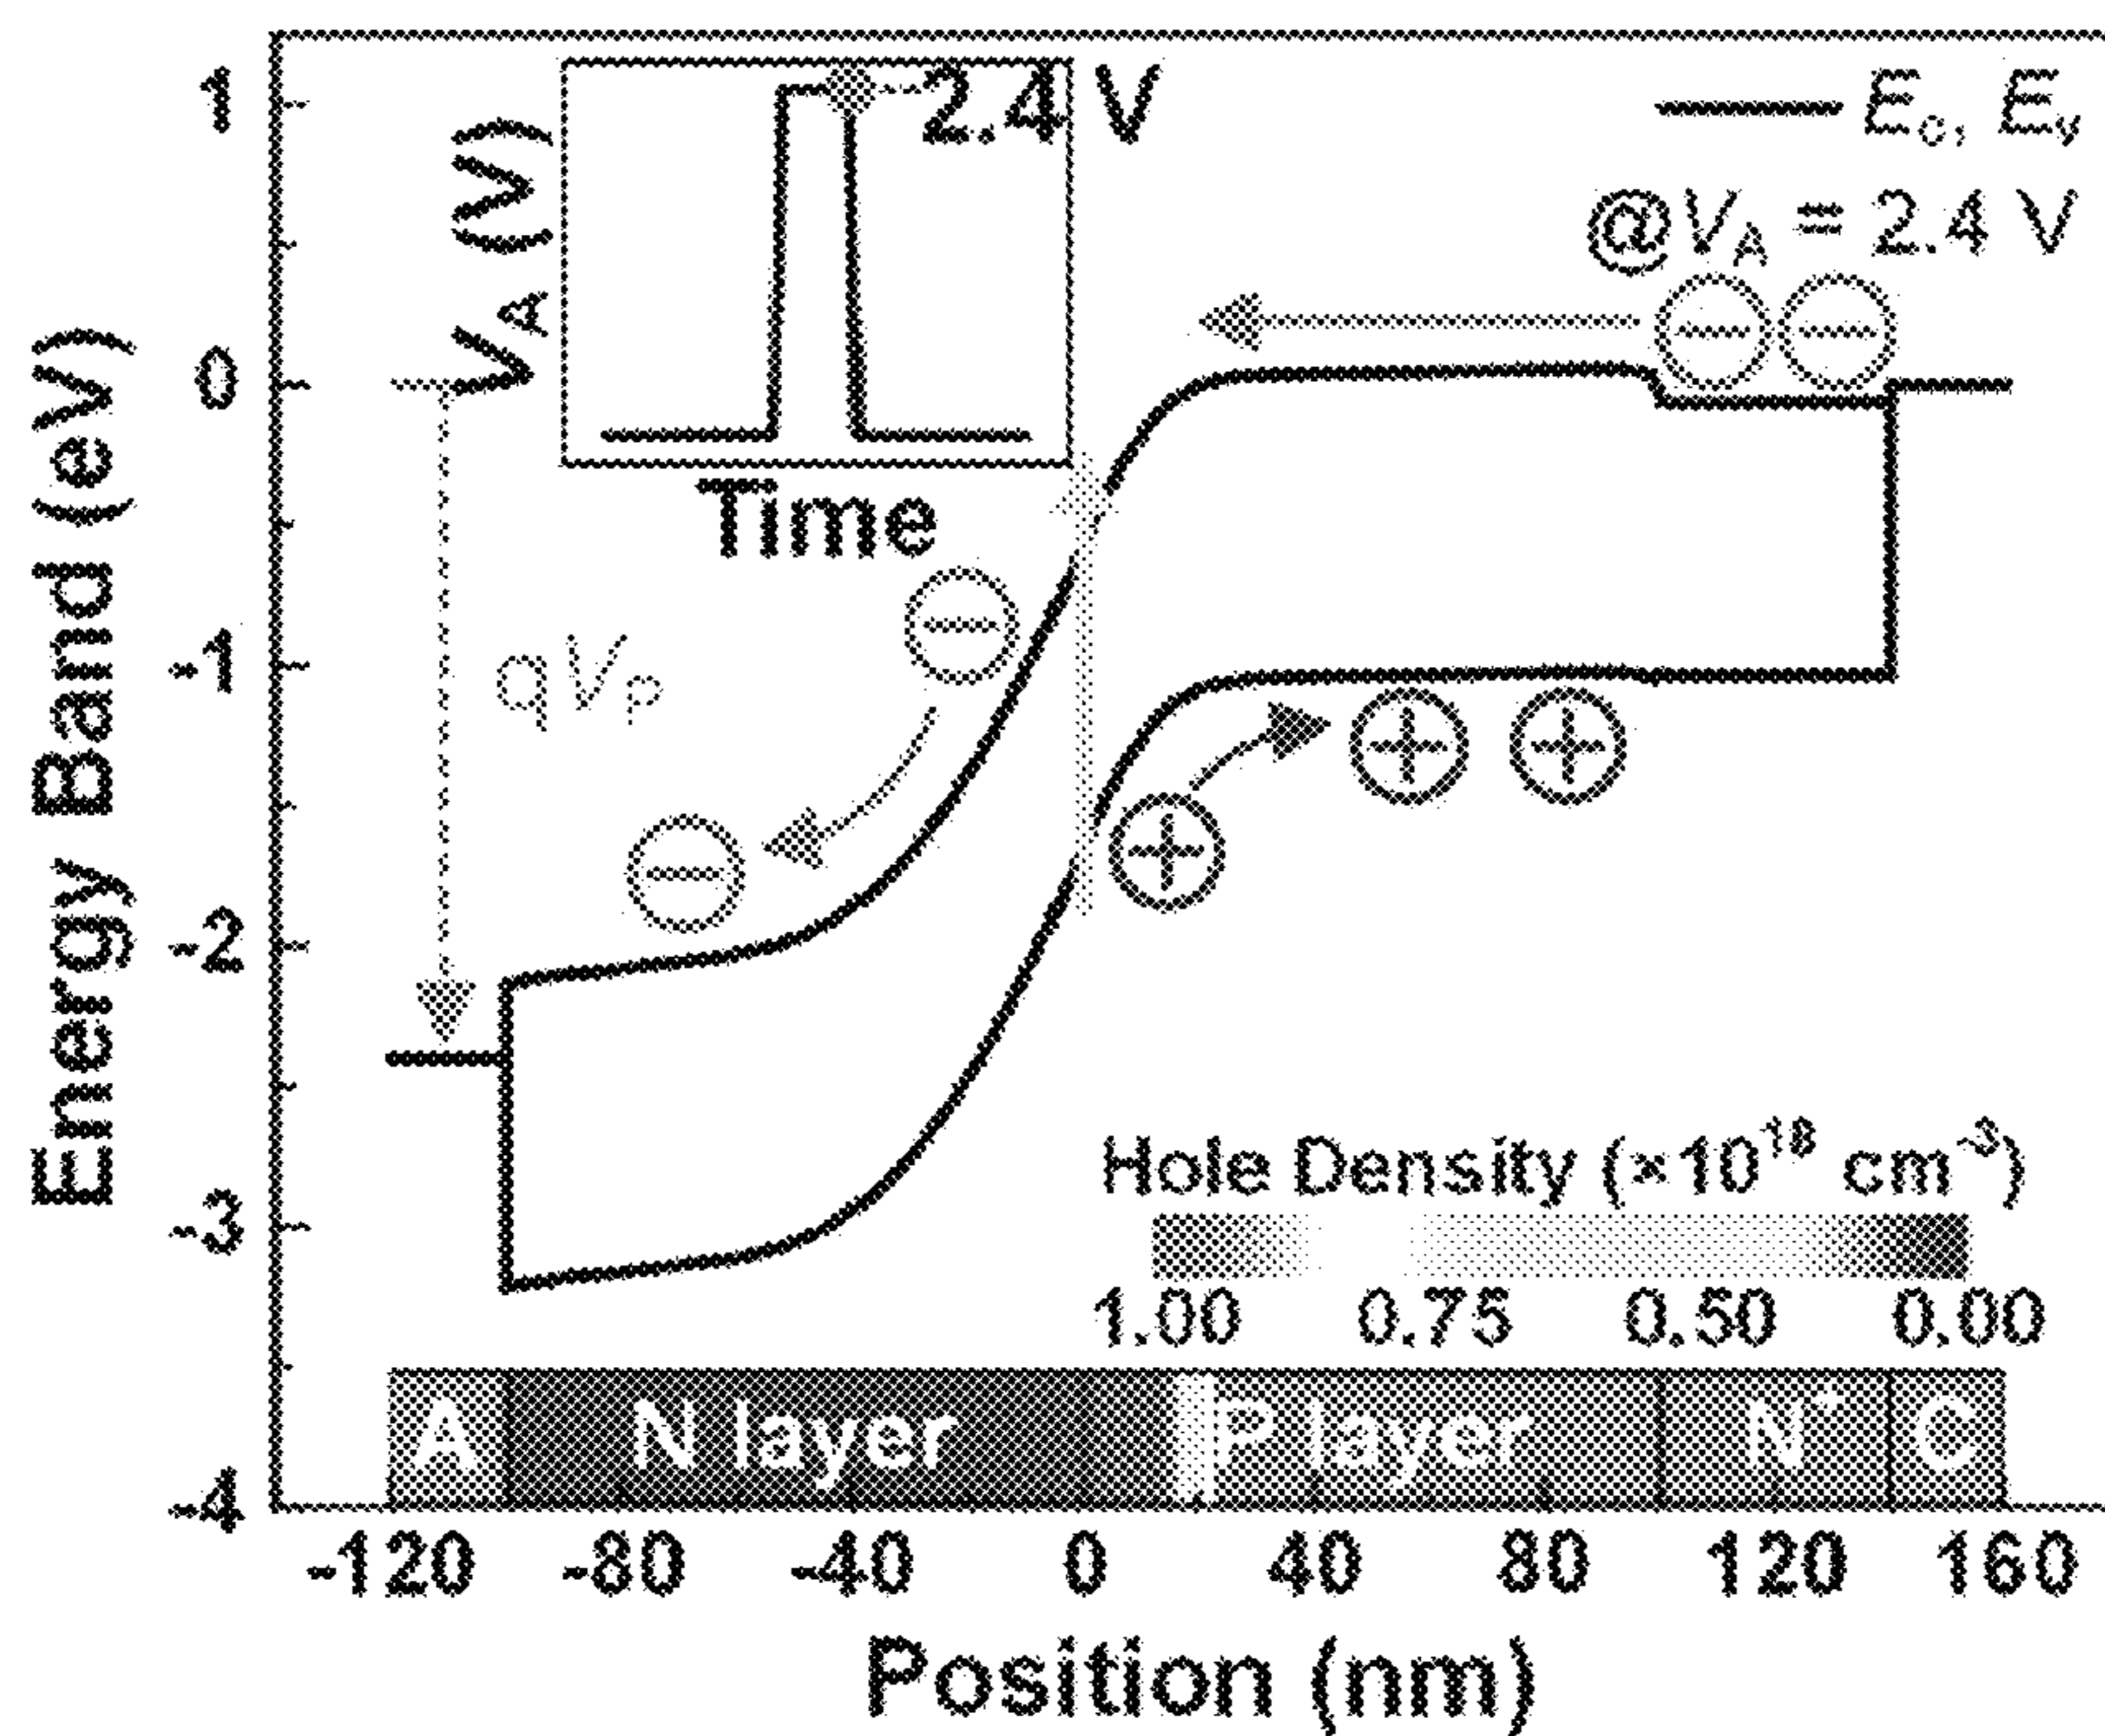 Energy Band (eV)
1
0
-1
-2
-3
-4
V_A (V)
2.4 V
Time
E_c, E_v
@V_A = 2.4 V
qV_P
Hole Density (×10^18 cm^-3)
1.00 0.75 0.50 0.00
A N layer P layer N^+ C
-120 -80 -40 0 40 80 120 160
Position (nm)